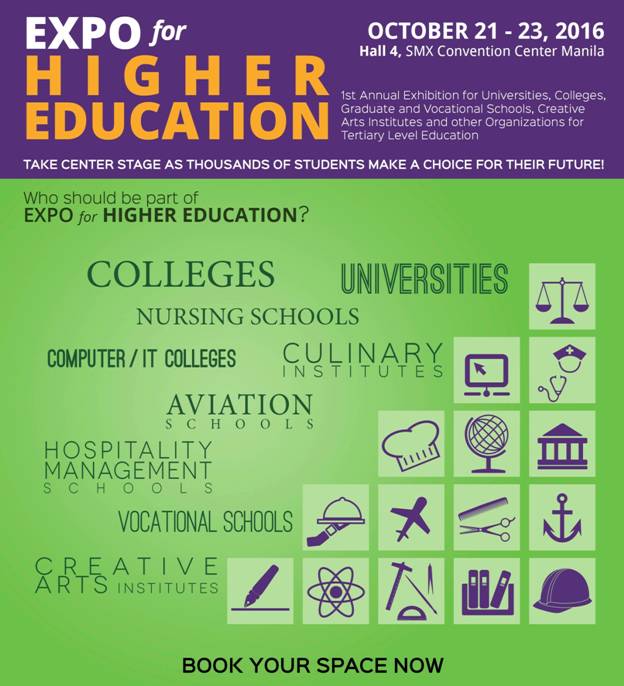 EXPO for
HIGHER
EDUCATION
OCTOBER 21 - 23, 2016
Hall 4, SMX Convention Center Manila
1st Annual Exhibition for Universities, Colleges,
Graduate and Vocational Schools, Creative
Arts Institutes and other Organizations for
Tertiary Level Education
TAKE CENTER STAGE AS THOUSANDS OF STUDENTS MAKE A CHOICE FOR THEIR FUTURE!
Who should be part of
EXPO for HIGHER EDUCATION?
COLLEGES
UNIVERSITIES
NURSING SCHOOLS
COMPUTER / IT COLLEGES
CULINARY
INSTITUTES
AVIATION
SCHOOLS
HOSPITALITY
MANAGEMENT
SCHOOLS
VOCATIONAL SCHOOLS
CREATIVE
ARTS INSTITUTES
BOOK YOUR SPACE NOW